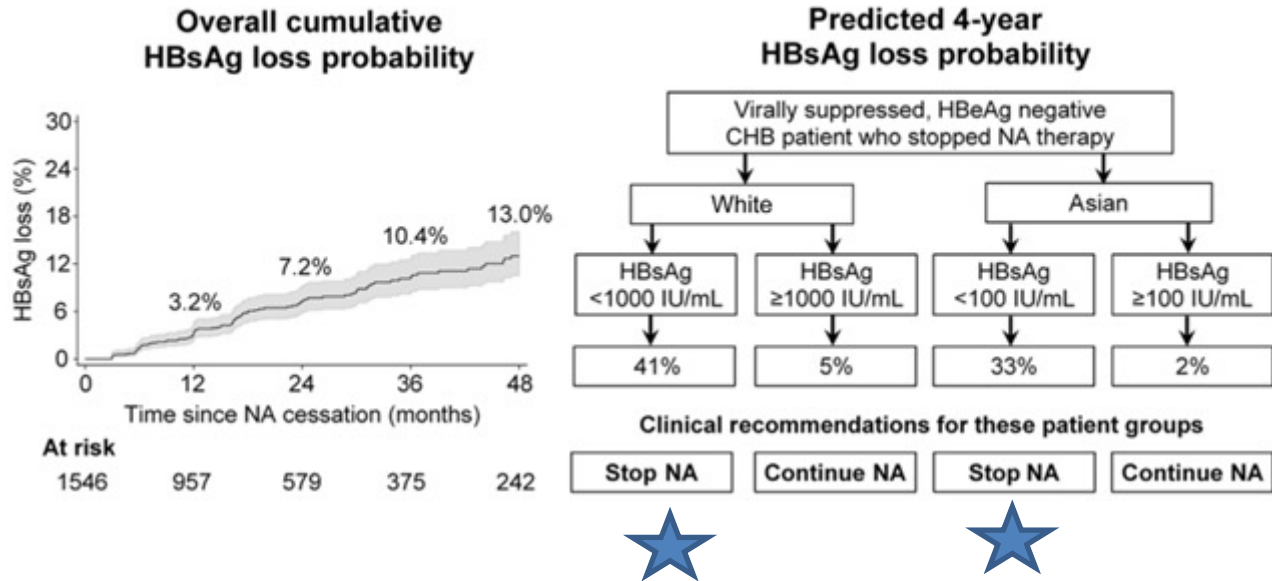 Overall cumulative
HBsAg loss probability
30
24
18
12
6
0
HBsAg loss (%)
3.2%
7.2%
10.4%
13.0%
0
12
24
36
48
Time since NA cessation (months)
At risk
1546
957
579
375
242
Predicted 4-year
HBsAg loss probability
Virally suppressed, HBeAg negative
CHB patient who stopped NA therapy
White
Asian
HBsAg
<1000 IU/mL
HBsAg
≥1000 IU/mL
HBsAg
<100 IU/mL
HBsAg
≥100 IU/mL
41%
5%
33%
2%
Clinical recommendations for these patient groups
Stop NA
Continue NA
Stop NA
Continue NA